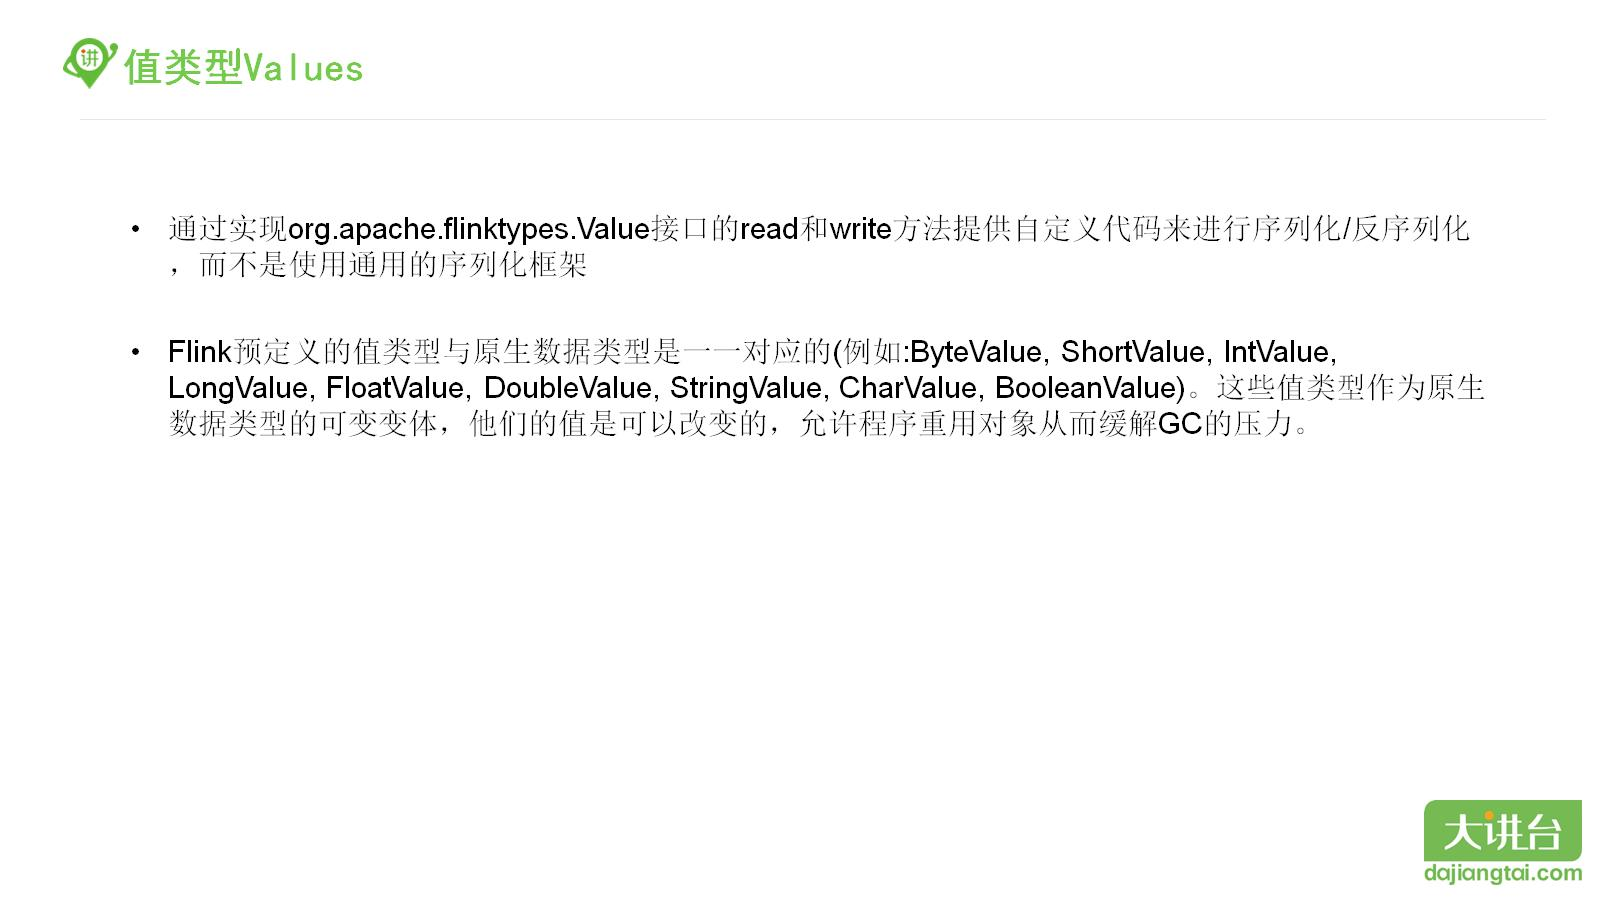 讲
值类型Values
• 通过实现org.apache.flinktypes.Value接口的read和write方法提供自定义代码来进行序列化/反序列化
，而不是使用通用的序列化框架
• Flink预定义的值类型与原生数据类型是一一对应的(例如:ByteValue, ShortValue, IntValue,
LongValue, FloatValue, DoubleValue, StringValue, CharValue, BooleanValue)。这些值类型作为原生
数据类型的可变变体，他们的值是可以改变的，允许程序重用对象从而缓解GC的压力。
大讲台
dajiangtai.com